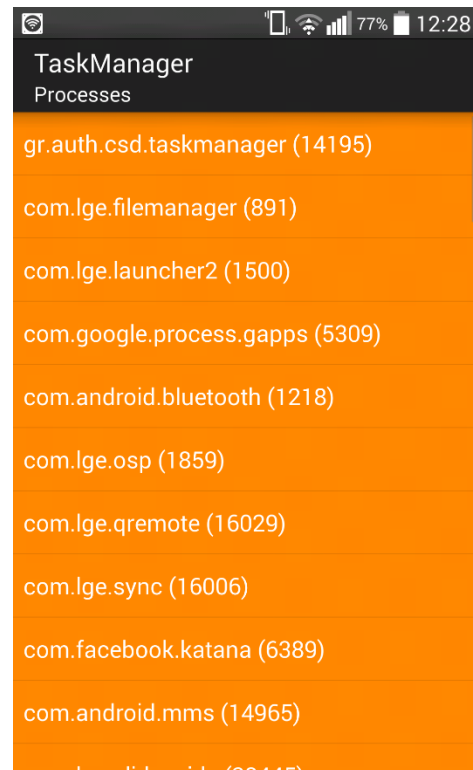 77% 12:28
TaskManager
Processes
gr.auth.csd.taskmanager (14195)
com.lge.filemanager (891)
com.lge.launcher2 (1500)
com.google.process.gapps (5309)
com.android.bluetooth (1218)
com.lge.osp (1859)
com.lge.qremote (16029)
com.lge.sync (16006)
com.facebook.katana (6389)
com.android.mms (14965)